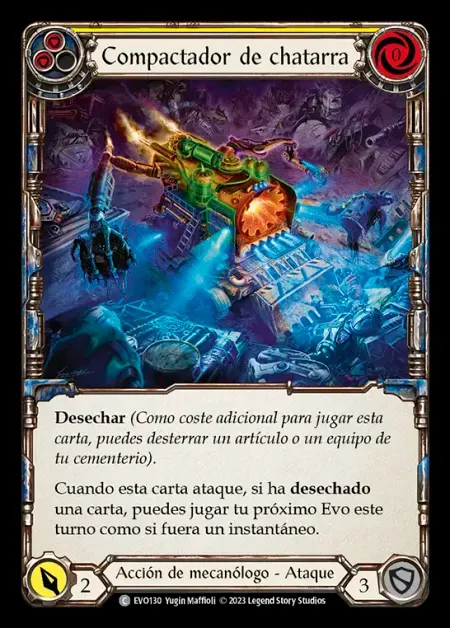 Compactador de chatarra
0
Desechar (Como coste adicional para jugar esta
carta, puedes desterrar un artículo o un equipo de
tu cementerio).
Cuando esta carta ataque, si ha desechado
una carta, puedes jugar tu próximo Evo este
turno como si fuera un instantáneo.
2
Acción de mecanólogo - Ataque
3
C EVO130 Yugin Maffioli © 2023 Legend Story Studios